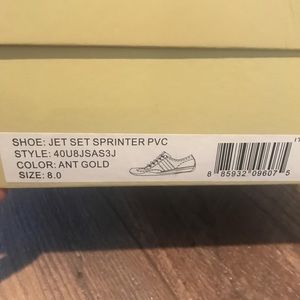 SHOE: JET SET SPRINTER PVC
STYLE: 40U8JSAS3J
COLOR: ANT GOLD
SIZE: 8.0
8 85932 09607 5